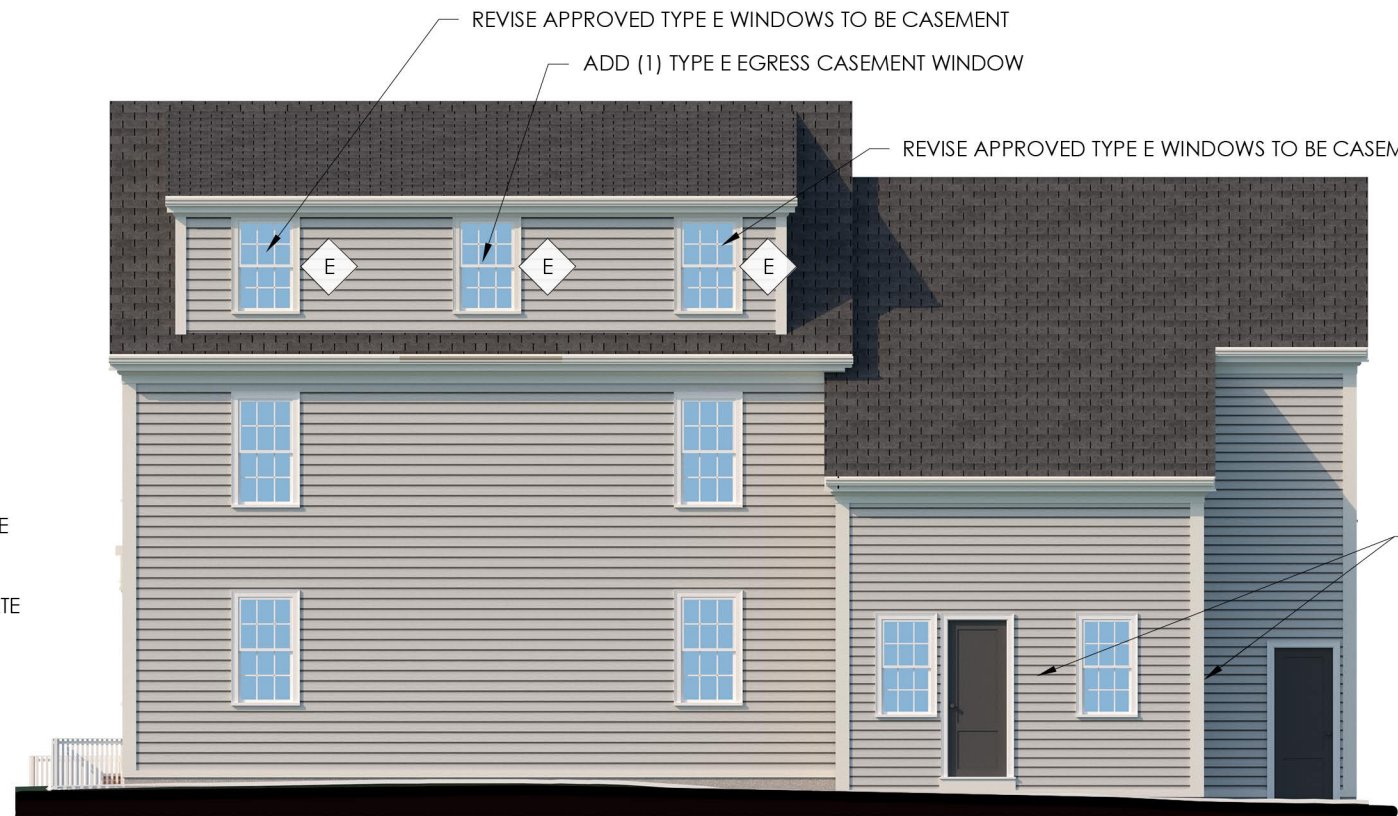 REVISE APPROVED TYPE E WINDOWS TO BE CASEMENT
ADD (1) TYPE E EGRESS CASEMENT WINDOW
REVISE APPROVED TYPE E WINDOWS TO BE CASEM
E
E
E
E
TE